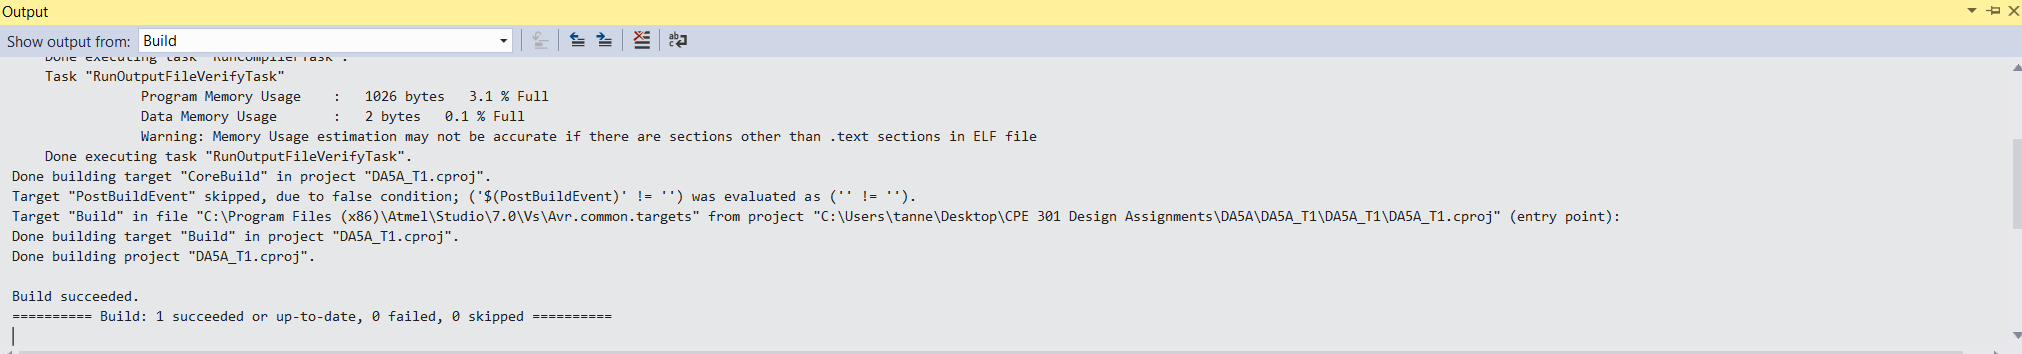 Output
Show output from: Build
Done executing task "RunCompilerTask".
Task "RunOutputFileVerifyTask"
Program Memory Usage : 1026 bytes 3.1 % Full
Data Memory Usage : 2 bytes 0.1 % Full
Warning: Memory Usage estimation may not be accurate if there are sections other than .text sections in ELF file
Done executing task "RunOutputFileVerifyTask".
Done building target "CoreBuild" in project "DA5A_T1.cproj".
Target "PostBuildEvent" skipped, due to false condition; ('$(PostBuildEvent)' != '') was evaluated as ('' != '').
Target "Build" in file "C:\Program Files (x86)\Atmel\Studio\7.0\Vs\Avr.common.targets" from project "C:\Users\tanne\Desktop\CPE 301 Design Assignments\DA5A\DA5A_T1\DA5A_T1\DA5A_T1.cproj" (entry point):
Done building target "Build" in project "DA5A_T1.cproj".
Done building project "DA5A_T1.cproj".
Build succeeded.
========== Build: 1 succeeded or up-to-date, 0 failed, 0 skipped ==========